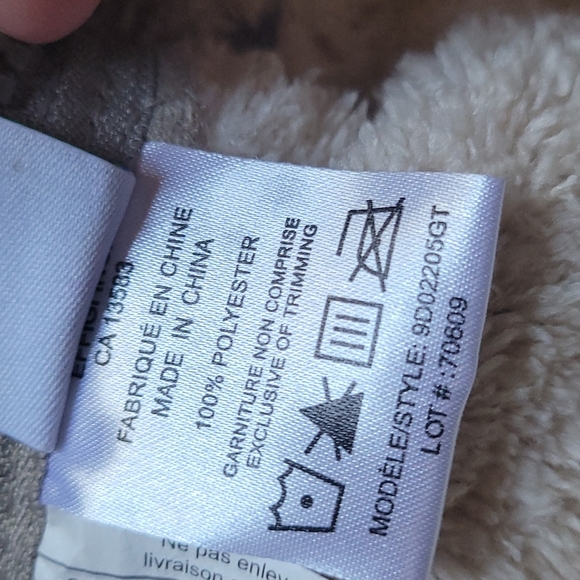 CA 13583
FABRIQUÉ EN CHINE
MADE IN CHINA
100% POLYESTER
GARNITURE NON COMPRISE
EXCLUSIVE OF TRIMMING
MODÈLE/STYLE: 9D02205GT
LOT #:70609
Ne pas
livraison